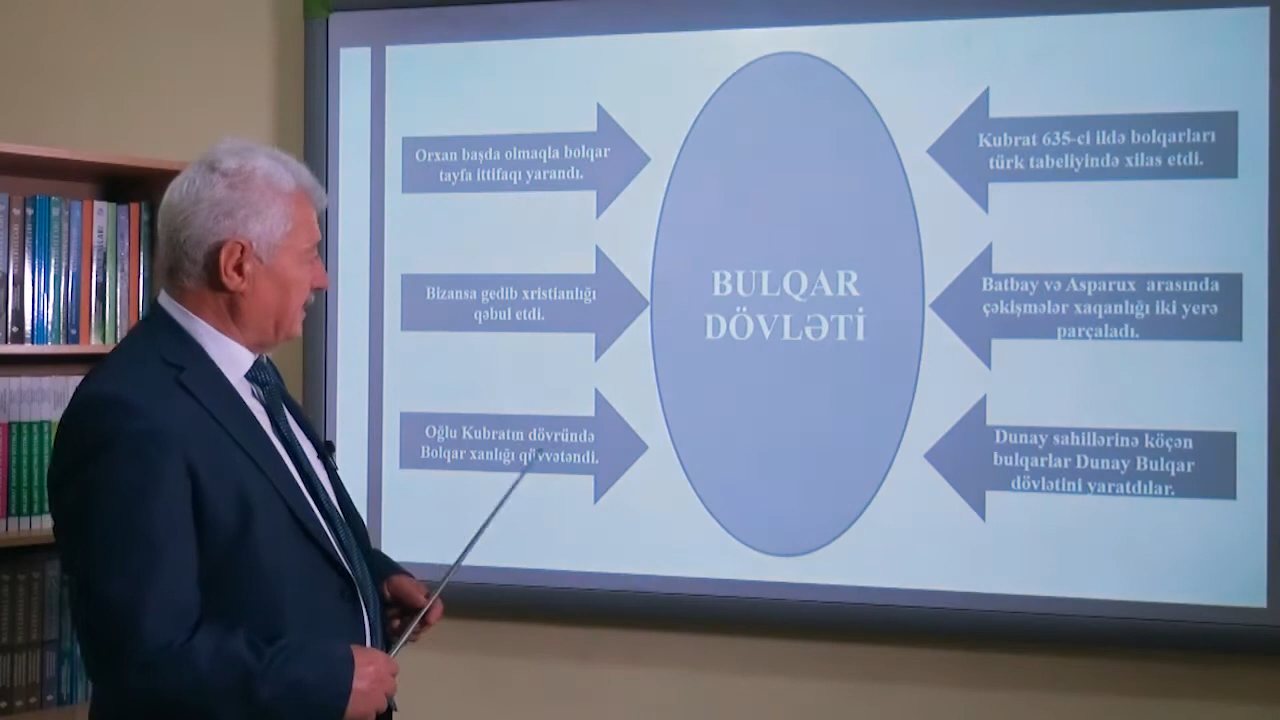 Orxan başda olmaqla bolqar
tayfa ittifaqı yarandı.
Bizansa gedib xristianlığı
qəbul etdi.
Oğlu Kubratın dövründə
Bolqar xanlığı qüvvətəndi.
BULQAR
DÖVLƏTİ
Kubrat 635-ci ildə bolqarları
türk tabeliyində xilas etdi.
Batbay və Asparux arasında
çəkişmələr xaqanlığı iki yerə
parçaladı.
Dunay sahillərinə köçən
bulqarlar Dunay Bulqar
dövlətini yaratdılar.